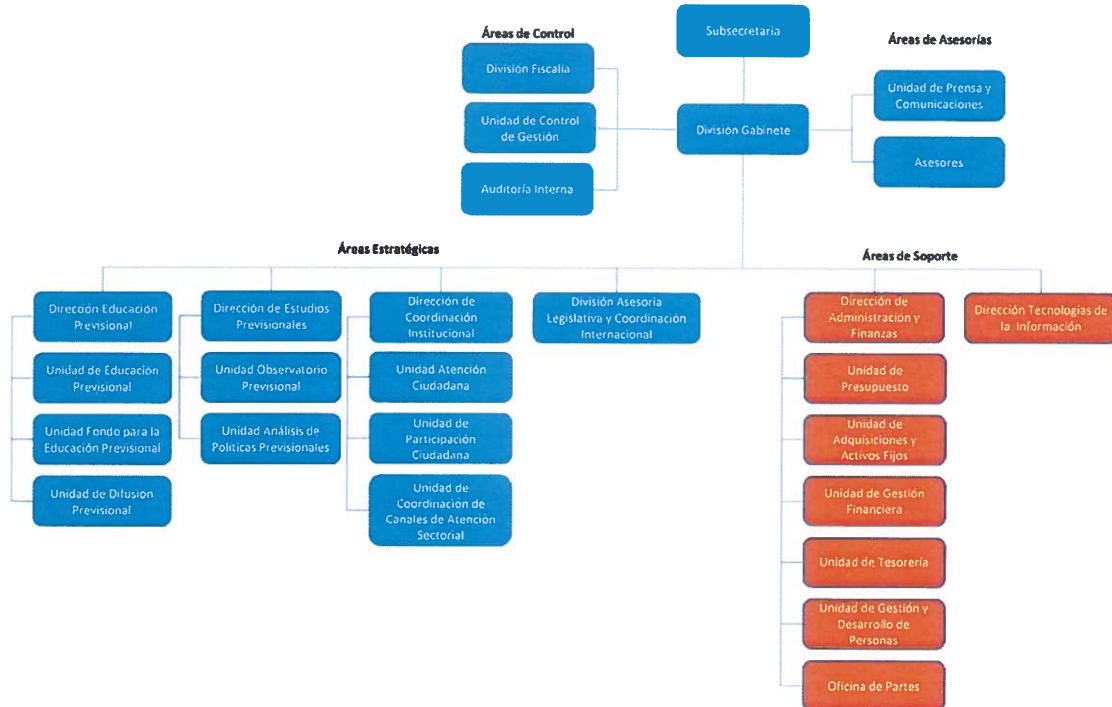 Áreas de Control
Subsecretaria
Áreas de Asesorías
División Fiscalía
Unidad de Control
de Gestión
Auditoría Interna
División Gabinete
Unidad de Prensa y
Comunicaciones
Asesores
Áreas Estratégicas
Áreas de Soporte
Dirección Educación
Previsional
Unidad de Educación
Previsional
Unidad Fondo para la
Educación Previsional
Unidad de Difusión
Previsional
Dirección de Estudios
Previsionales
Unidad Observatorio
Previsional
Unidad Análisis de
Políticas Previsionales
Dirección de
Coordinación
Institucional
Unidad Atención
Ciudadana
Unidad de
Participación
Ciudadana
Unidad de
Coordinación de
Canales de Atención
Sectorial
División Asesoría
Legislativa y Coordinación
Internacional
Dirección de
Administración y
Finanzas
Unidad de
Presupuesto
Unidad de
Adquisiciones y
Activos Fijos
Unidad de Gestión
Financiera
Unidad de Tesorería
Unidad de Gestión y
Desarrollo de
Personas
Oficina de Partes
Dirección Tecnologías de
la Información